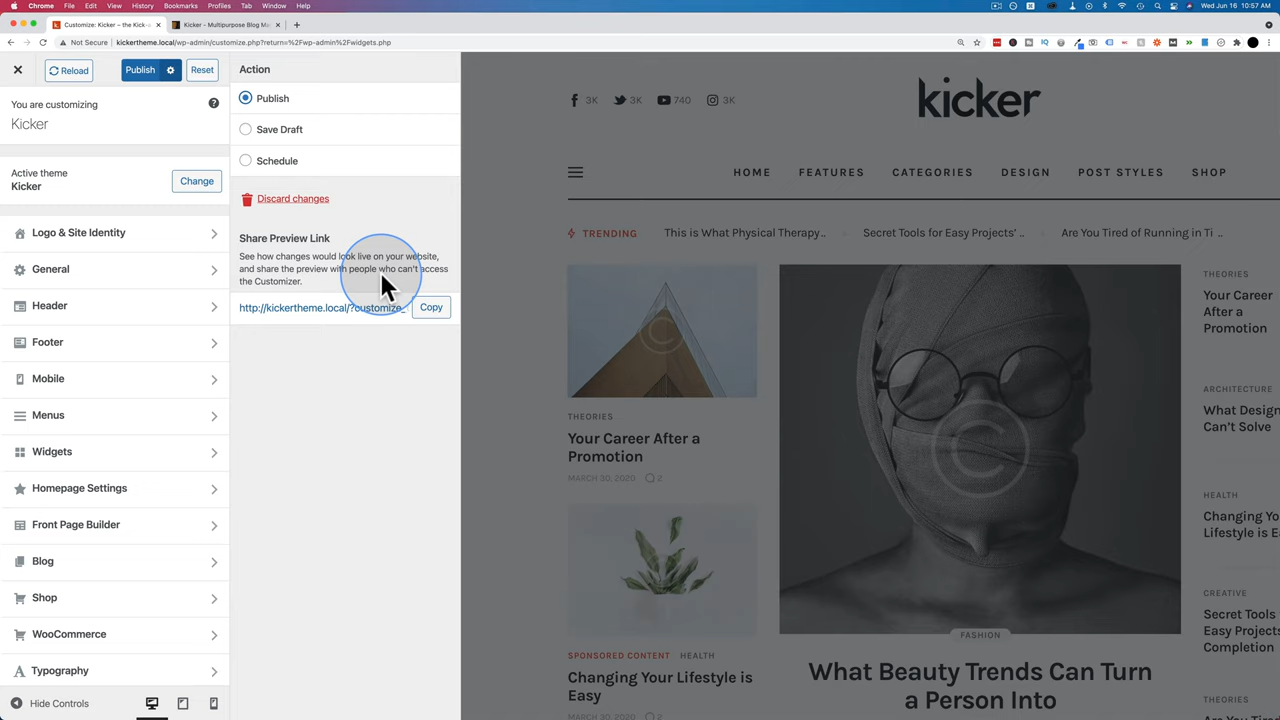 Chrome File Edit View History Bookmarks Profiles Tab Window Help
Wed Jun 16 10:57 AM
Customize: Kicker – the Kick-o
Kicker - Multipurpose Blog Ma
Not Secure kickertheme.local/wp-admin/customize.php?return=%2Fwp-admin%2Fwidgets.php
Reload
Publish
Reset
You are customizing
Kicker
Active theme
Kicker
Change
Logo & Site Identity
General
Header
Footer
Mobile
Menus
Widgets
Homepage Settings
Front Page Builder
Blog
Shop
WooCommerce
Typography
Hide Controls
Action
Publish
Save Draft
Schedule
Discard changes
Share Preview Link
See how changes would look live on your website,
and share the preview with people who can't access
the Customizer.
http://kickertheme.local/?customize_
Copy
3K 3K 740 3K
kicker
HOME FEATURES CATEGORIES DESIGN POST STYLES SHOP
TRENDING This is What Physical Therapy.. Secret Tools for Easy Projects' .. Are You Tired of Running in Ti ..
THEORIES
Your Career After a
Promotion
MARCH 30, 2020 2
SPONSORED CONTENT HEALTH
Changing Your Lifestyle is
Easy
MARCH 30, 2020 2
FASHION
What Beauty Trends Can Turn
a Person Into
THEORIES
Your Career
After a
Promotion
ARCHITECTURE
What Design
Can't Solve
HEALTH
Changing Yo
Lifestyle is E
CREATIVE
Secret Tools
Easy Projects
Completion
THEORIES